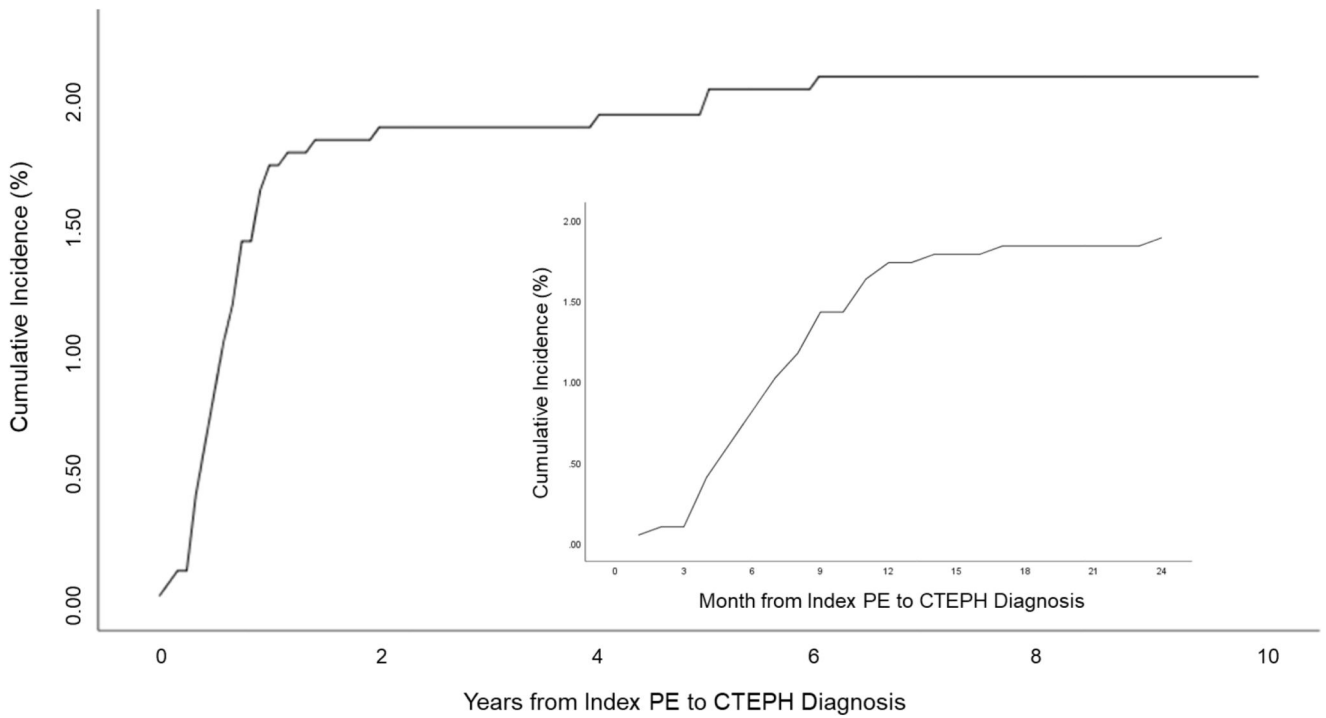 Cumulative Incidence (%)
2.00
1.50
1.00
0.50
0.00
0 2 4 6 8 10
Years from Index PE to CTEPH Diagnosis
Cumulative Incidence (%)
2.00
1.50
1.00
.50
.00
0 3 6 9 12 15 18 21 24
Month from Index PE to CTEPH Diagnosis